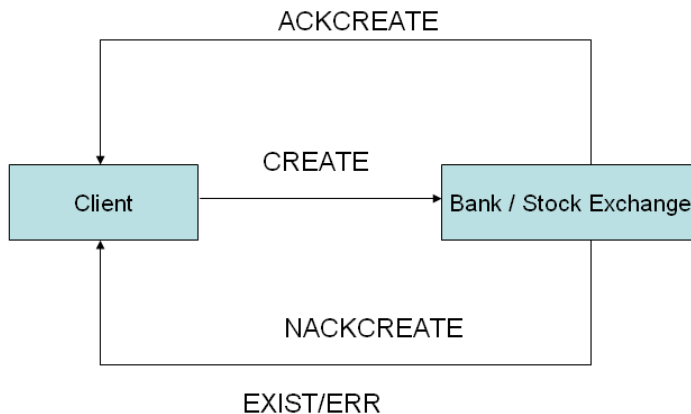 ACKCREATE
CREATE
Client
Bank / Stock Exchange
NACKCREATE
EXIST/ERR